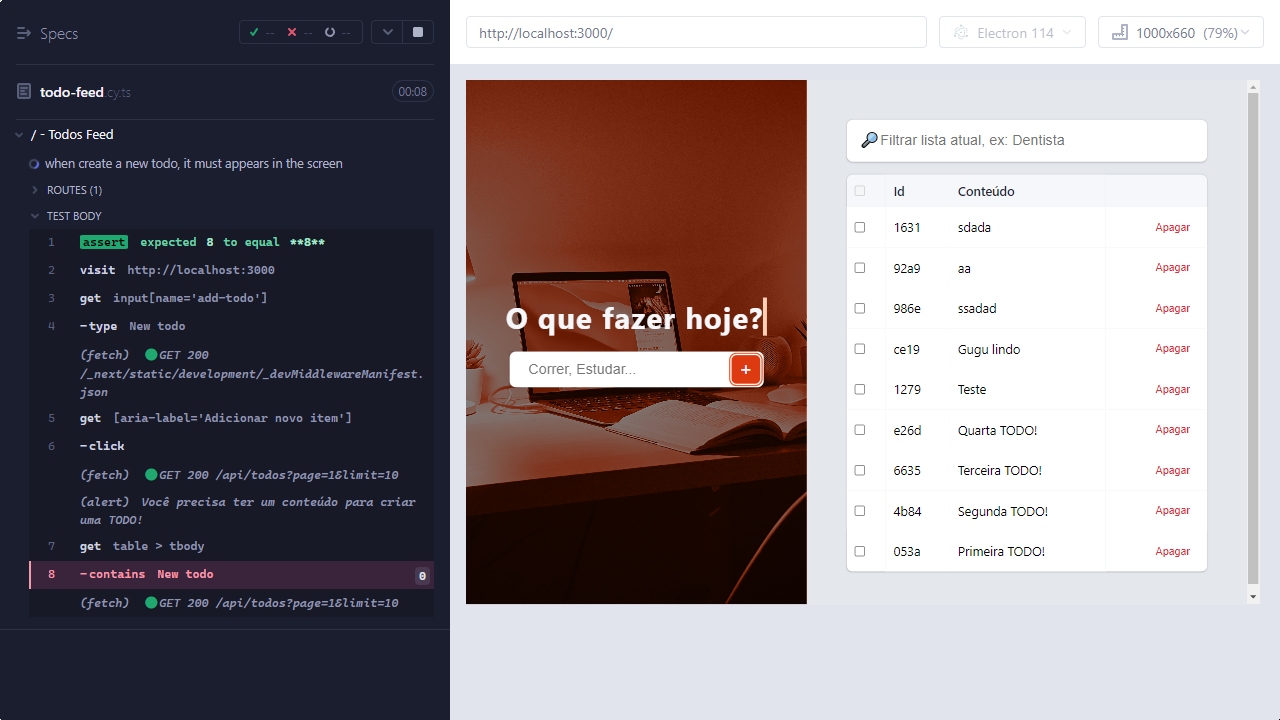 Specs
-- -- --
todo-feed.cy.ts
00:08
/ - Todos Feed
when create a new todo, it must appears in the screen
ROUTES (1)
TEST BODY
1 assert expected 8 to equal **8**
2 visit http://localhost:3000
3 get input[name='add-todo']
4 -type New todo
(fetch) GET 200
/_next/static/development/_devMiddlewareManifest.
json
5 get [aria-label='Adicionar novo item']
6 -click
(fetch) GET 200 /api/todos?page=1&limit=10
(alert) Você precisa ter um conteúdo para criar
uma TODO!
7 get table > tbody
8 -contains New todo 0
(fetch) GET 200 /api/todos?page=1&limit=10
http://localhost:3000/
Electron 114
1000x660 (79%)
O que fazer hoje?
Correr, Estudar...
+
Filtrar lista atual, ex: Dentista
Id Conteúdo
1631 sdada Apagar
92a9 aa Apagar
986e ssadad Apagar
ce19 Gugu lindo Apagar
1279 Teste Apagar
e26d Quarta TODO! Apagar
6635 Terceira TODO! Apagar
4b84 Segunda TODO! Apagar
053a Primeira TODO! Apagar